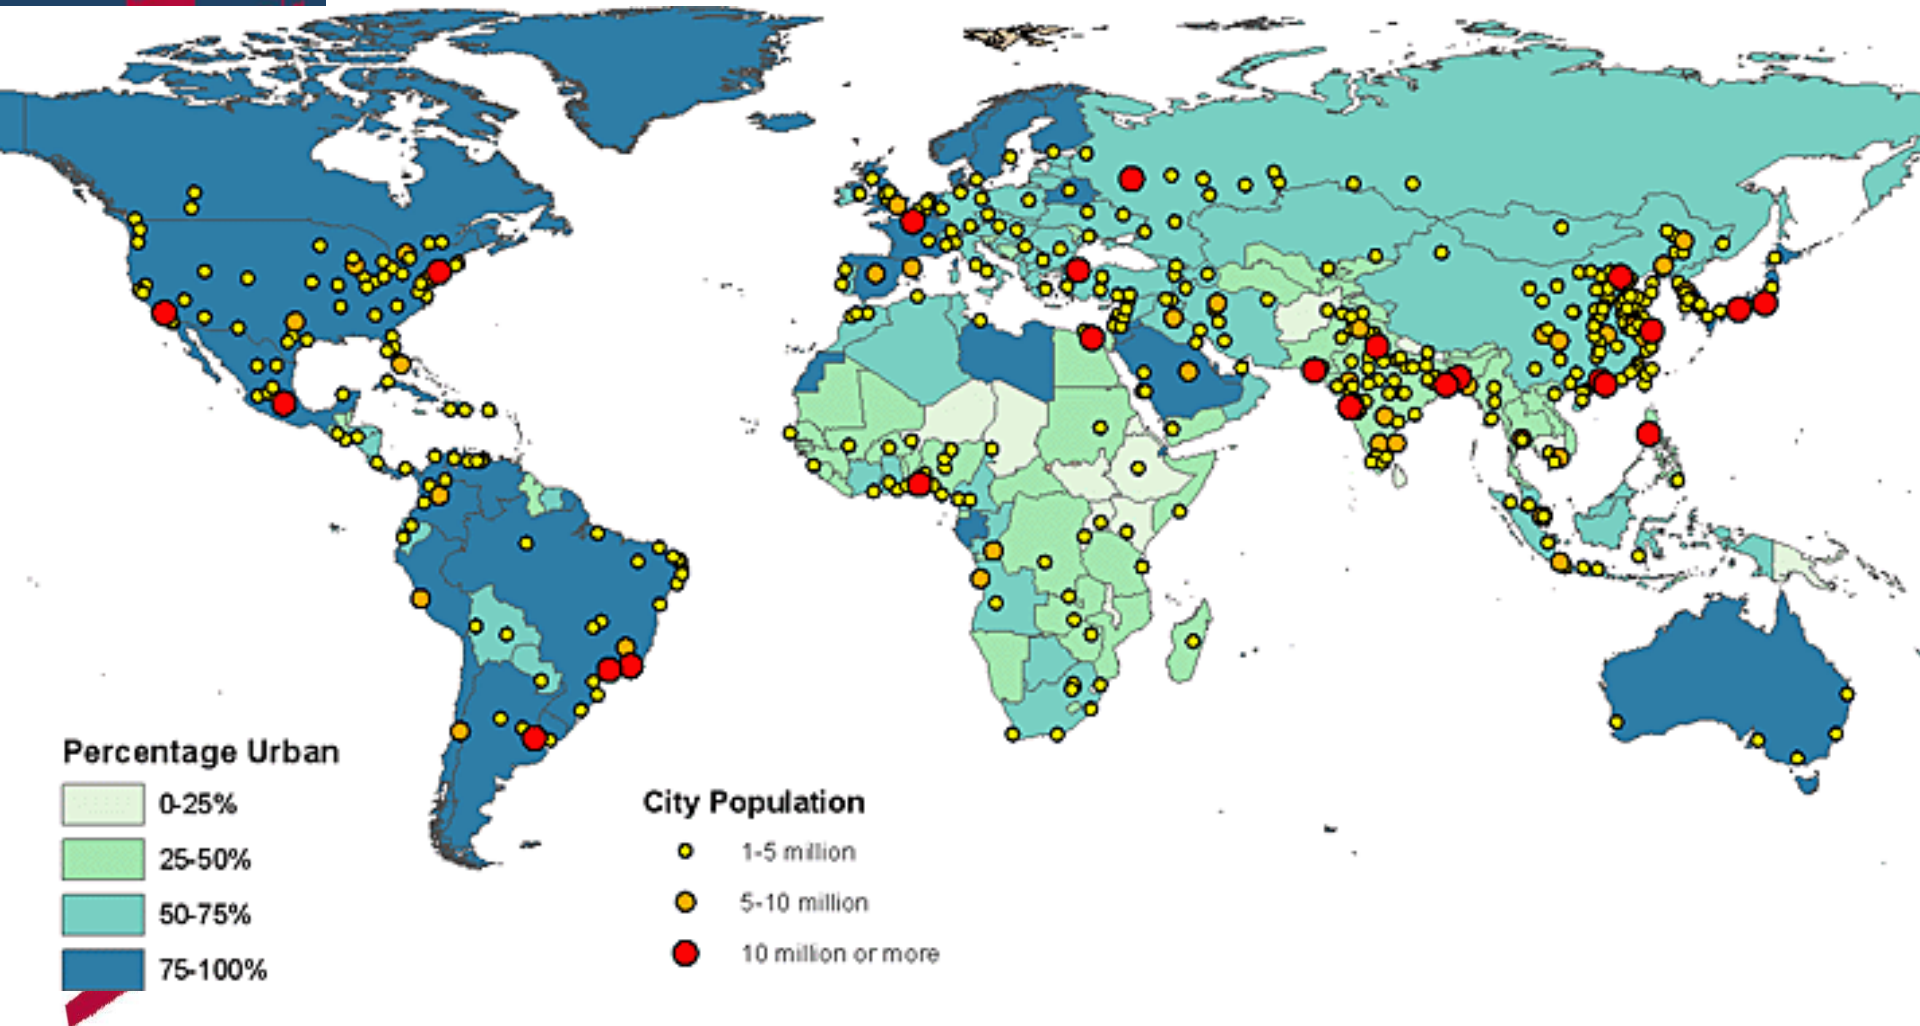 Percentage Urban
0-25%
25-50%
50-75%
75-100%
City Population
1-5 million
5-10 million
10 million or more